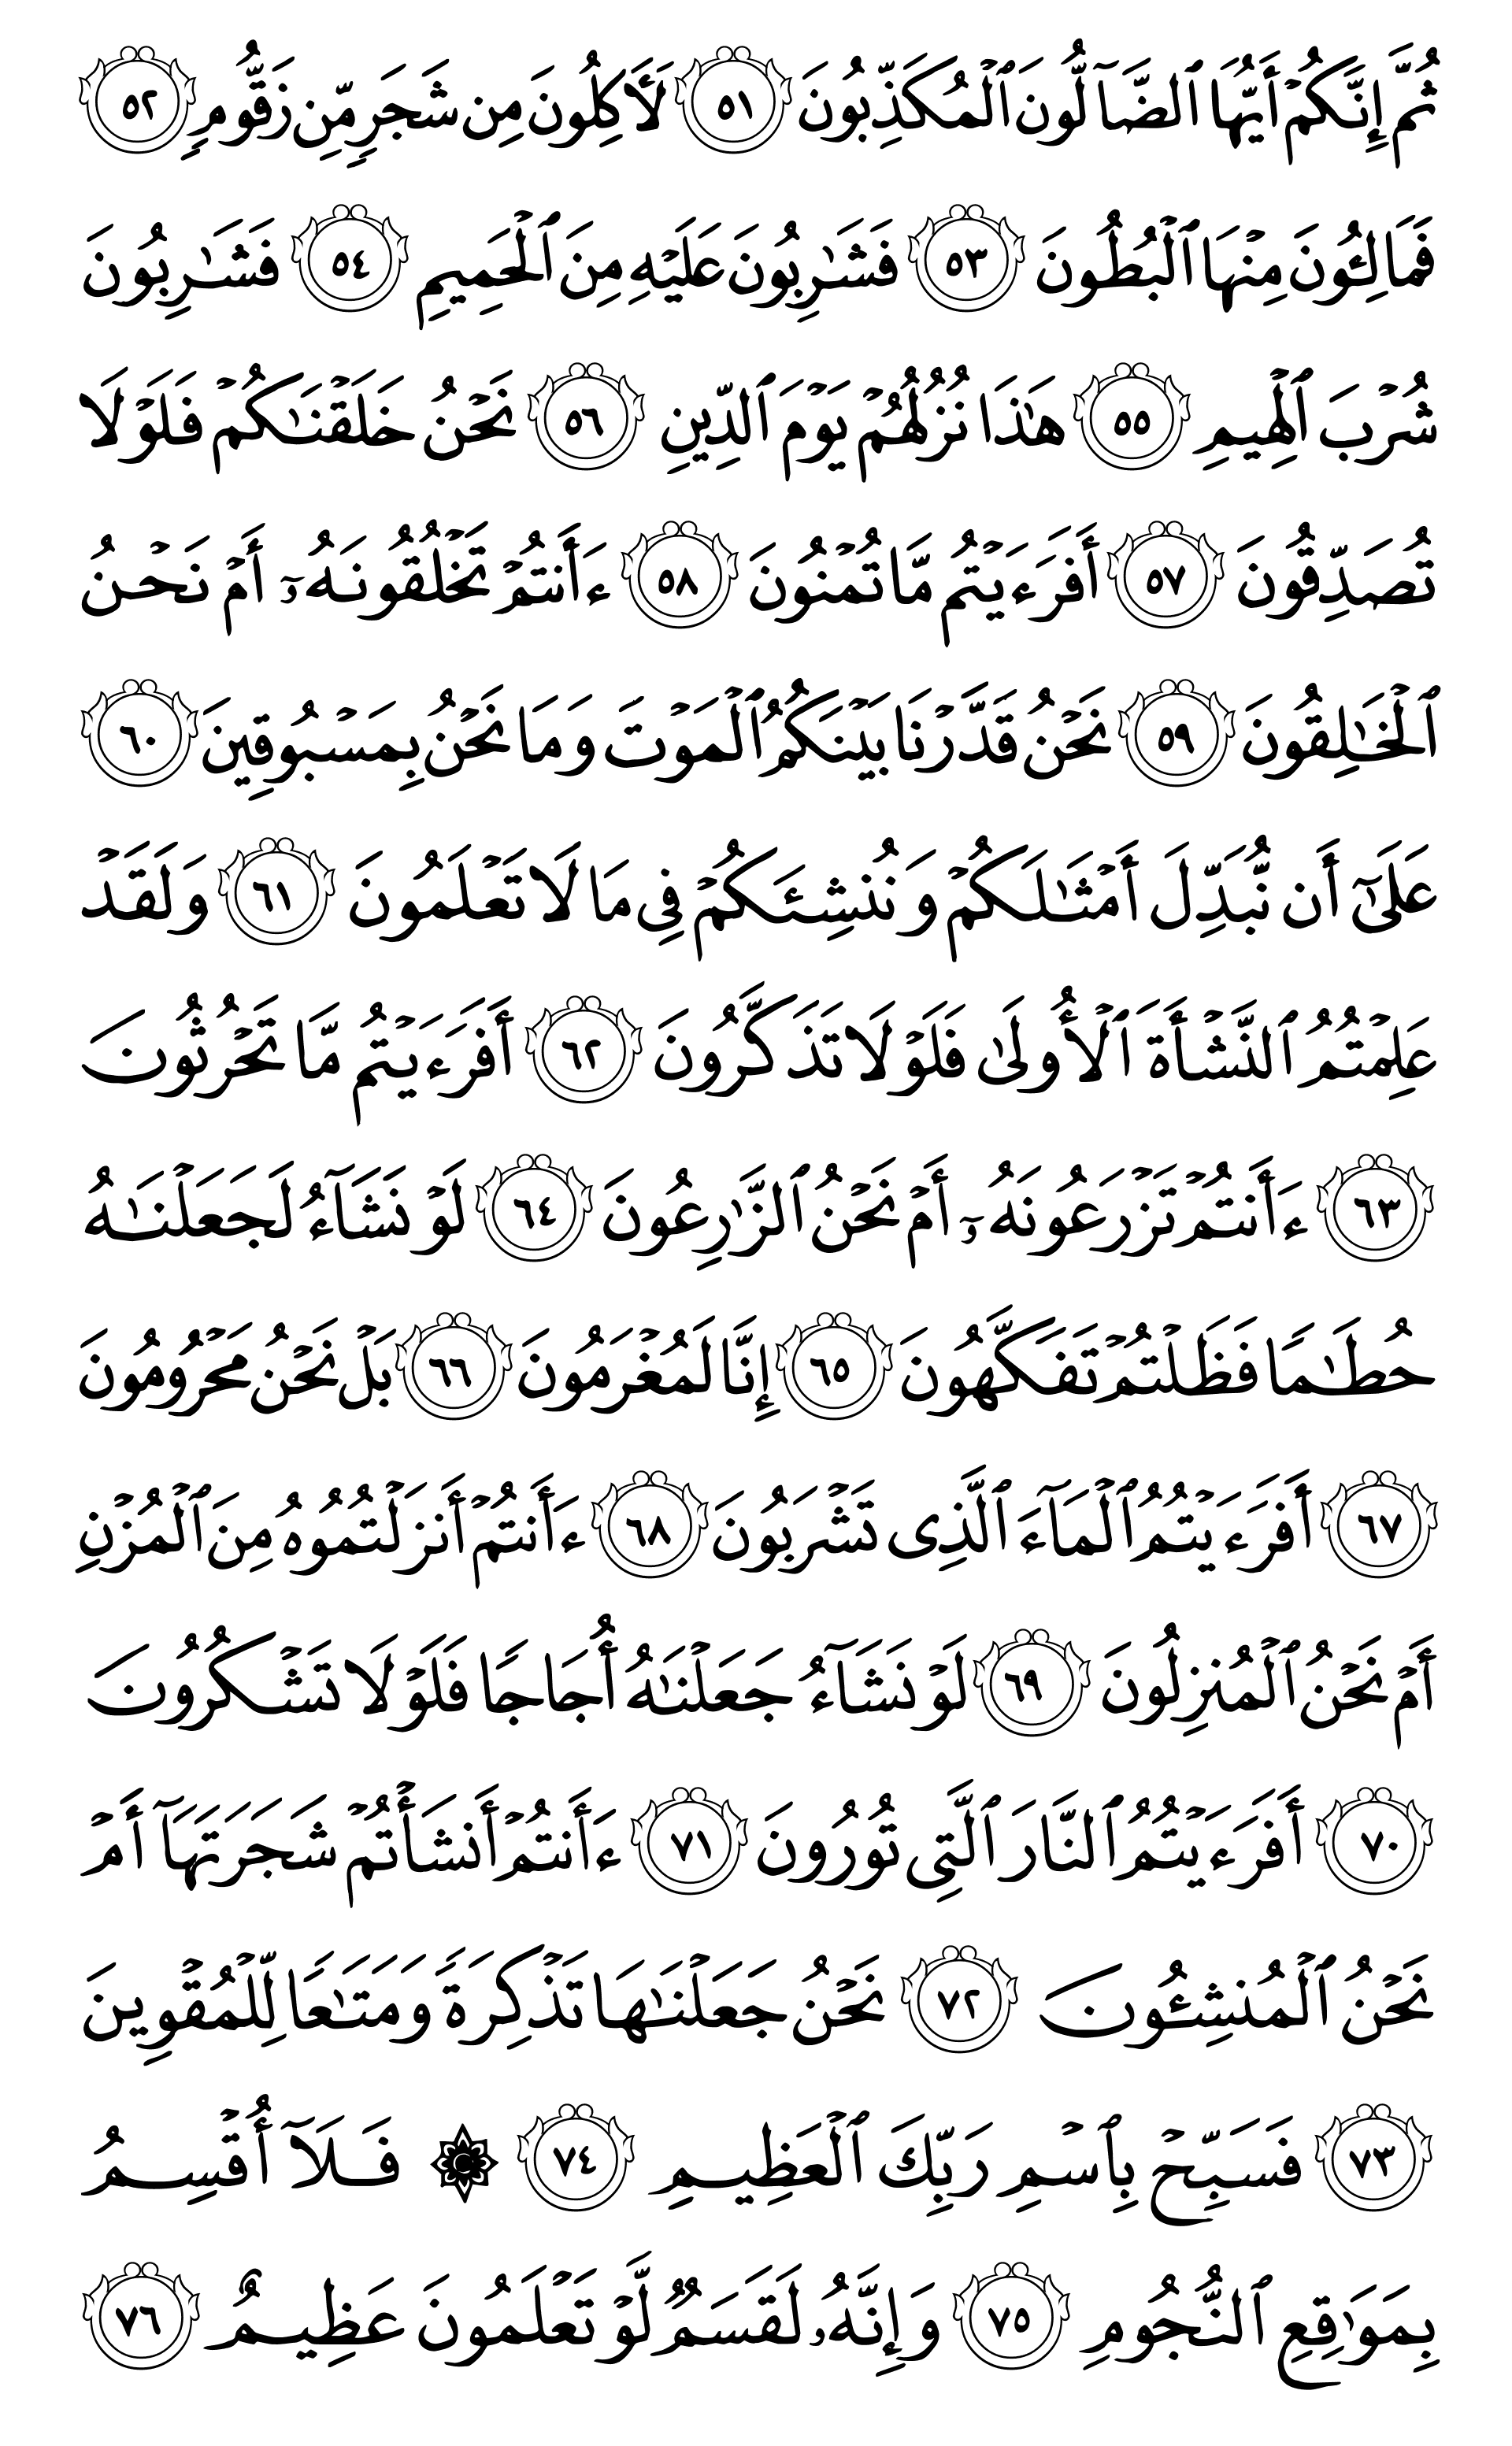 ثُمَّ إِنَّكُمْ أَيُّهَا ٱلضَّآلُّونَ ٱلْمُكَذِّبُونَ ٥١ لَءَاكِلُونَ مِن شَجَرٍ مِّن زَقُّومٍ ٥٢
فَمَالِـُٔونَ مِنْهَا ٱلْبُطُونَ ٥٣ فَشَـٰرِبُونَ عَلَيْهِ مِنَ ٱلْحَمِيمِ ٥٤ فَشَـٰرِبُونَ
شُرْبَ ٱلْهِيمِ ٥٥ هَـٰذَا نُزُلُهُمْ يَوْمَ ٱلدِّينِ ٥٦ نَحْنُ خَلَقْنَـٰكُمْ فَلَوْلَا
تُصَدِّقُونَ ٥٧ أَفَرَءَيْتُم مَّا تُمْنُونَ ٥٨ ءَأَنتُمْ تَخْلُقُونَهُۥٓ أَمْ نَحْنُ
ٱلْخَـٰلِقُونَ ٥٩ نَحْنُ قَدَّرْنَا بَيْنَكُمُ ٱلْمَوْتَ وَمَا نَحْنُ بِمَسْبُوقِينَ ٦٠
عَلَىٰٓ أَن نُّبَدِّلَ أَمْثَـٰلَكُمْ وَنُنشِئَكُمْ فِى مَا لَا تَعْلَمُونَ ٦١ وَلَقَدْ
عَلِمْتُمُ ٱلنَّشْأَةَ ٱلْأُولَىٰ فَلَوْلَا تَذَكَّرُونَ ٦٢ أَفَرَءَيْتُم مَّا تَحْرُثُونَ
٦٣ ءَأَنتُمْ تَزْرَعُونَهُۥٓ أَمْ نَحْنُ ٱلزَّٰرِعُونَ ٦٤ لَوْ نَشَآءُ لَجَعَلْنَـٰهُ
حُطَـٰمًا فَظَلْتُمْ تَفَكَّهُونَ ٦٥ إِنَّا لَمُغْرَمُونَ ٦٦ بَلْ نَحْنُ مَحْرُومُونَ
٦٧ أَفَرَءَيْتُمُ ٱلْمَآءَ ٱلَّذِى تَشْرَبُونَ ٦٨ ءَأَنتُمْ أَنزَلْتُمُوهُ مِنَ ٱلْمُزْنِ
أَمْ نَحْنُ ٱلْمُنزِلُونَ ٦٩ لَوْ نَشَآءُ جَعَلْنَـٰهُ أُجَاجًا فَلَوْلَا تَشْكُرُونَ
٧٠ أَفَرَءَيْتُمُ ٱلنَّارَ ٱلَّتِى تُورُونَ ٧١ ءَأَنتُمْ أَنشَأْتُمْ شَجَرَتَهَآ أَمْ
نَحْنُ ٱلْمُنشِـُٔونَ ٧٢ نَحْنُ جَعَلْنَـٰهَا تَذْكِرَةً وَمَتَـٰعًا لِّلْمُقْوِينَ
٧٣ فَسَبِّحْ بِٱسْمِ رَبِّكَ ٱلْعَظِيمِ ٧٤ ۞ فَلَآ أُقْسِمُ
بِمَوَٰقِعِ ٱلنُّجُومِ ٧٥ وَإِنَّهُۥ لَقَسَمٌ لَّوْ تَعْلَمُونَ عَظِيمٌ ٧٦